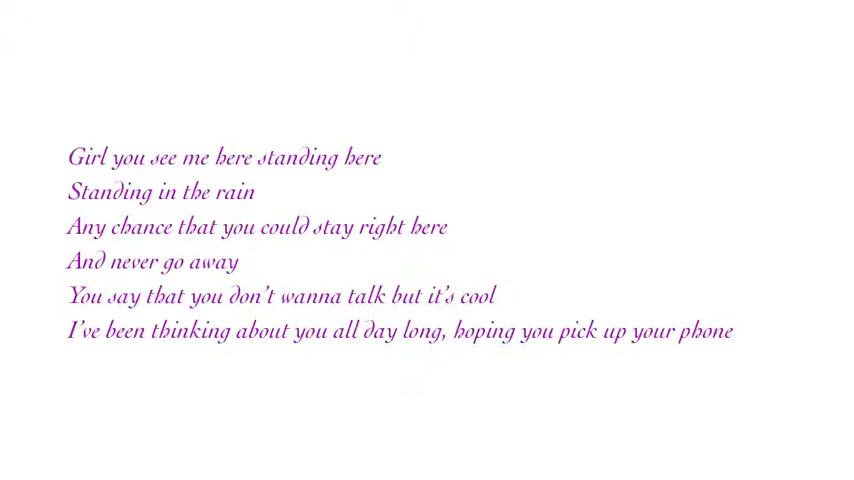 Girl you see me here standing here
Standing in the rain
Any chance that you could stay right here
And never go away
You say that you don't wanna talk but it's cool
I've been thinking about you all day long, hoping you pick up your phone